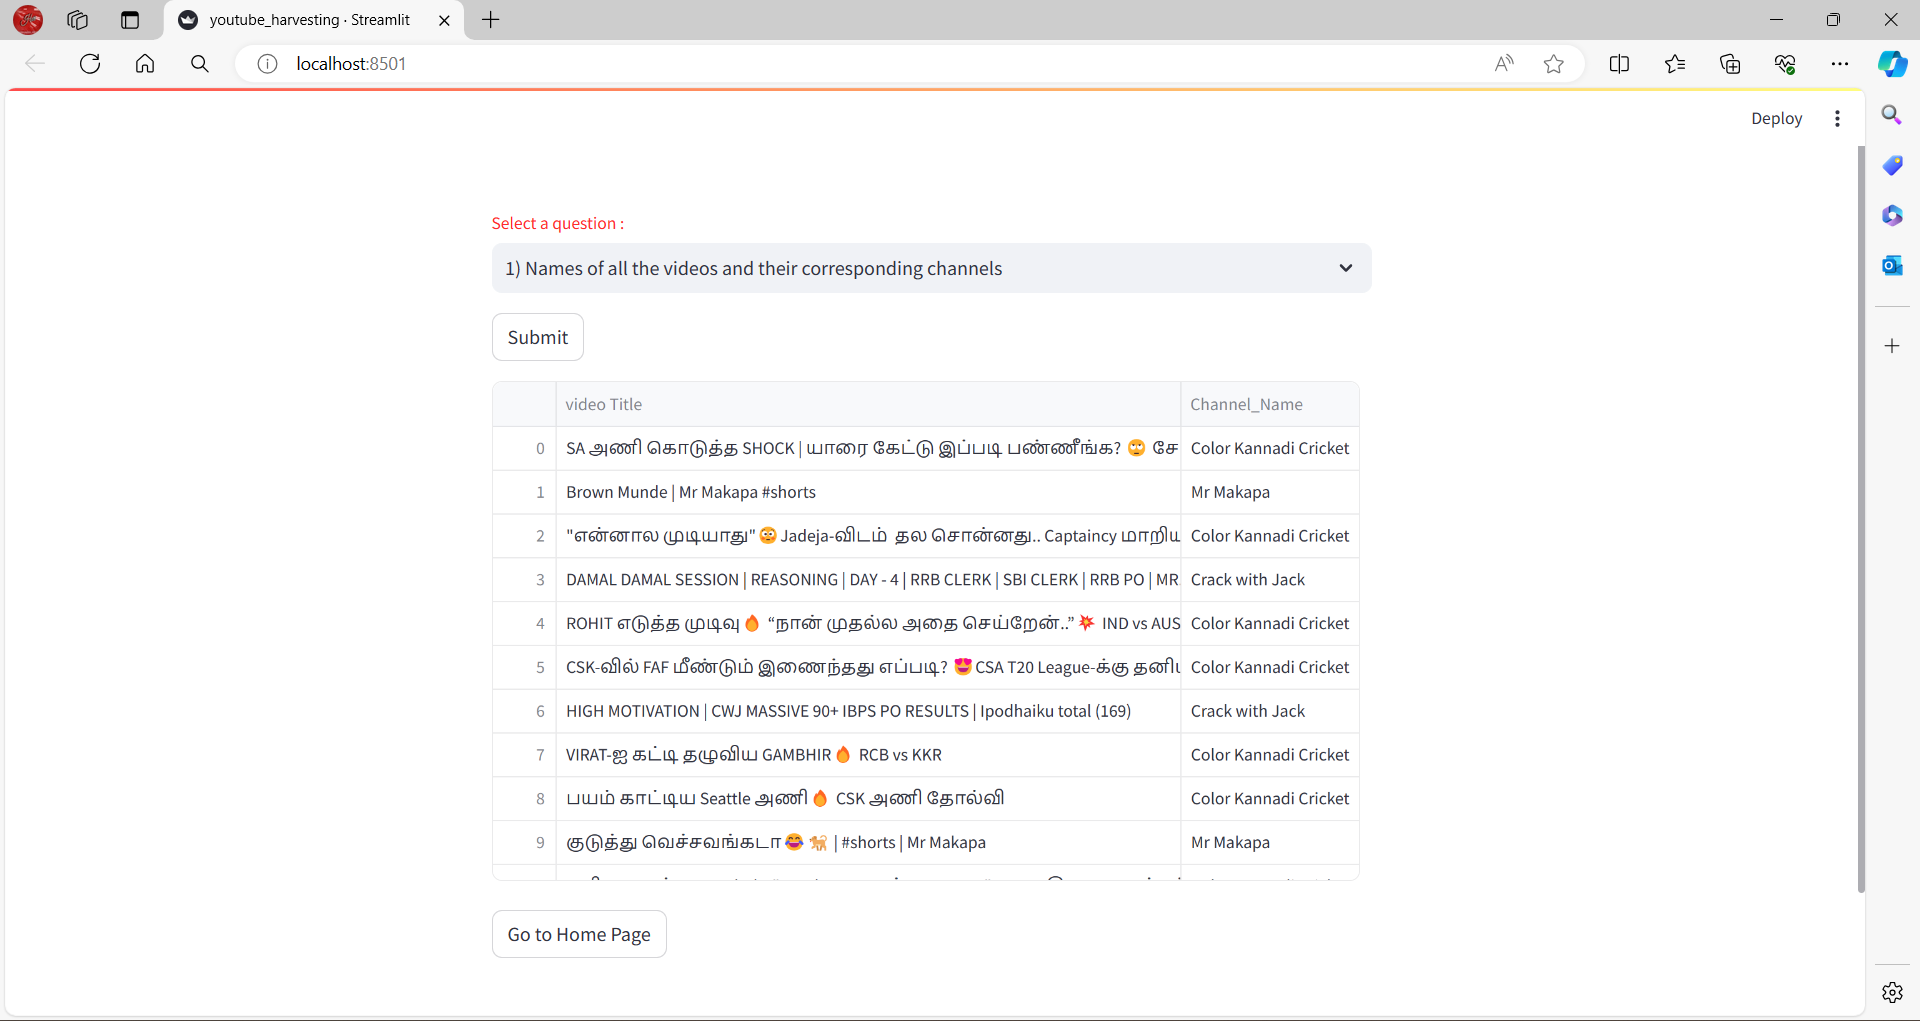 youtube_harvesting · Streamlit
localhost:8501
Deploy
Select a question :
1) Names of all the videos and their corresponding channels
Submit
video Title Channel_Name
0 SA அணி கொடுத்த SHOCK | யாரை கேட்டு இப்படி பண்ணீங்க? 🙄 சே Color Kannadi Cricket
1 Brown Munde | Mr Makapa #shorts Mr Makapa
2 "என்னால முடியாது" 😳 Jadeja-விடம் தல சொன்னது.. Captaincy மாறிய Color Kannadi Cricket
3 DAMAL DAMAL SESSION | REASONING | DAY - 4 | RRB CLERK | SBI CLERK | RRB PO | MR Crack with Jack
4 ROHIT எடுத்த முடிவு 🔥 “நான் முதல்ல அதை செய்றேன்..” 💥 IND vs AUS Color Kannadi Cricket
5 CSK-வில் FAF மீண்டும் இணைந்தது எப்படி? 😍 CSA T20 League-க்கு தனி Color Kannadi Cricket
6 HIGH MOTIVATION | CWJ MASSIVE 90+ IBPS PO RESULTS | Ipodhaiku total (169) Crack with Jack
7 VIRAT-ஐ கட்டி தழுவிய GAMBHIR 🔥 RCB vs KKR Color Kannadi Cricket
8 பயம் காட்டிய Seattle அணி 🔥 CSK அணி தோல்வி Color Kannadi Cricket
9 குடுத்து வெச்சவங்கடா 😂 🐈 | #shorts | Mr Makapa Mr Makapa
Go to Home Page